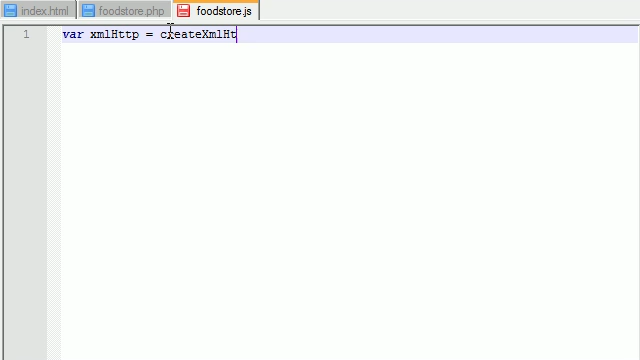 index.html foodstore.php foodstore.js
1 var xmlHttp = createXmlHt